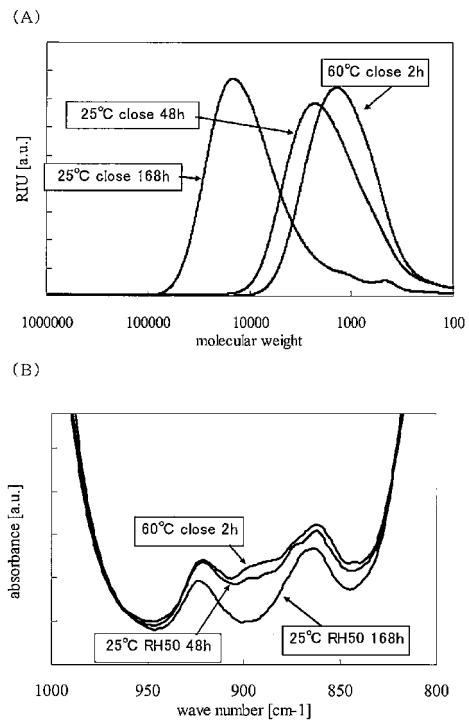 (A)
60°C close 2h
25°C close 48h
25°C close 168h
RIU [a.u.]
1000000 100000 10000 1000 100
molecular weight
(B)
absorbance [a.u.]
60°C close 2h
25°C RH50 48h
25°C RH50 168h
1000 950 900 850 800
wave number [cm-1]